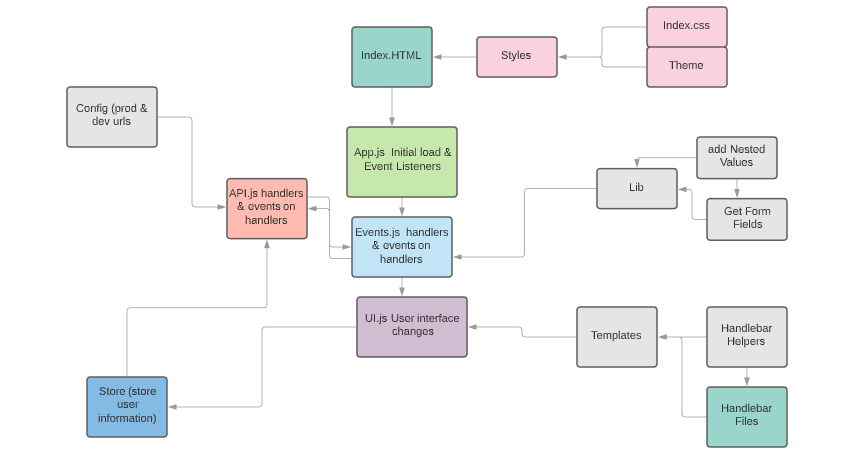 Index.css
Index.HTML
Styles
Theme
Config (prod &
dev urls
App.js  Initial load &
Event Listeners
add Nested
Values
API.js handlers
& events on
handlers
Lib
Get Form
Fields
Events.js  handlers
& events on
handlers
UI.js User interface
changes
Templates
Handlebar
Helpers
Store (store
user
information)
Handlebar
Files